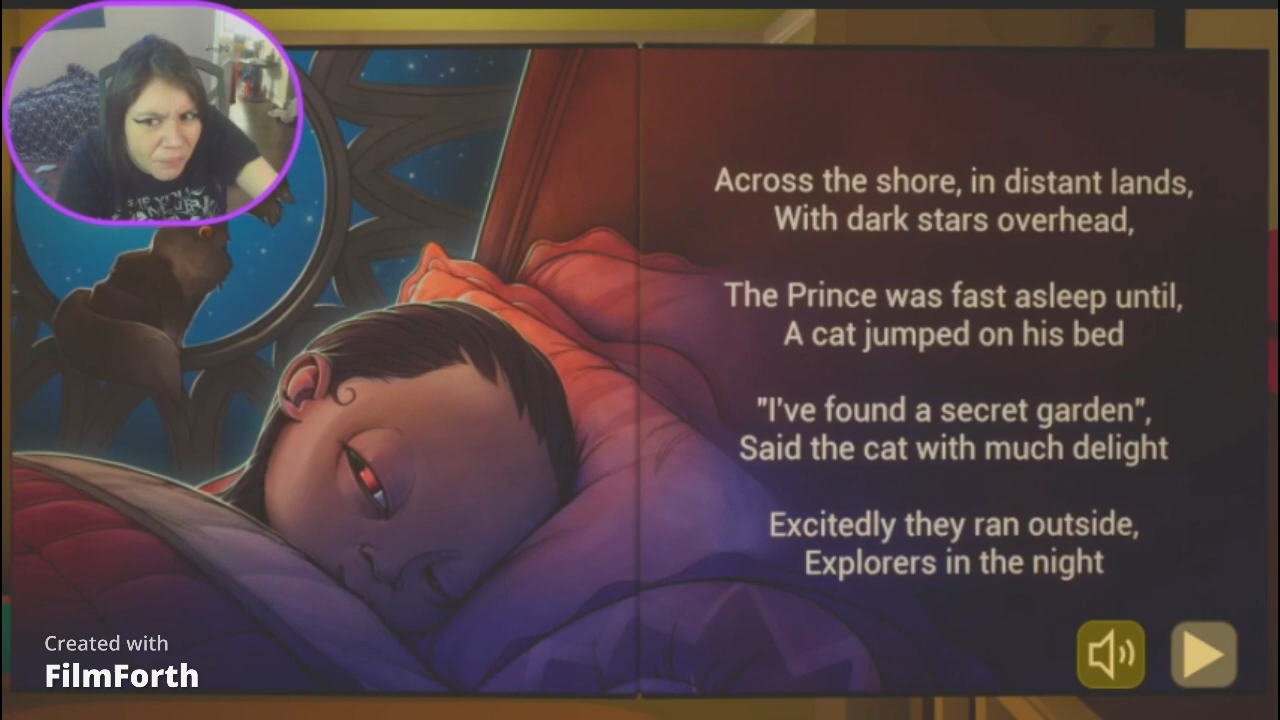 Across the shore, in distant lands,
With dark stars overhead,
The Prince was fast asleep until,
A cat jumped on his bed
"I've found a secret garden",
Said the cat with much delight
Excitedly they ran outside,
Explorers in the night
Created with
FilmForth